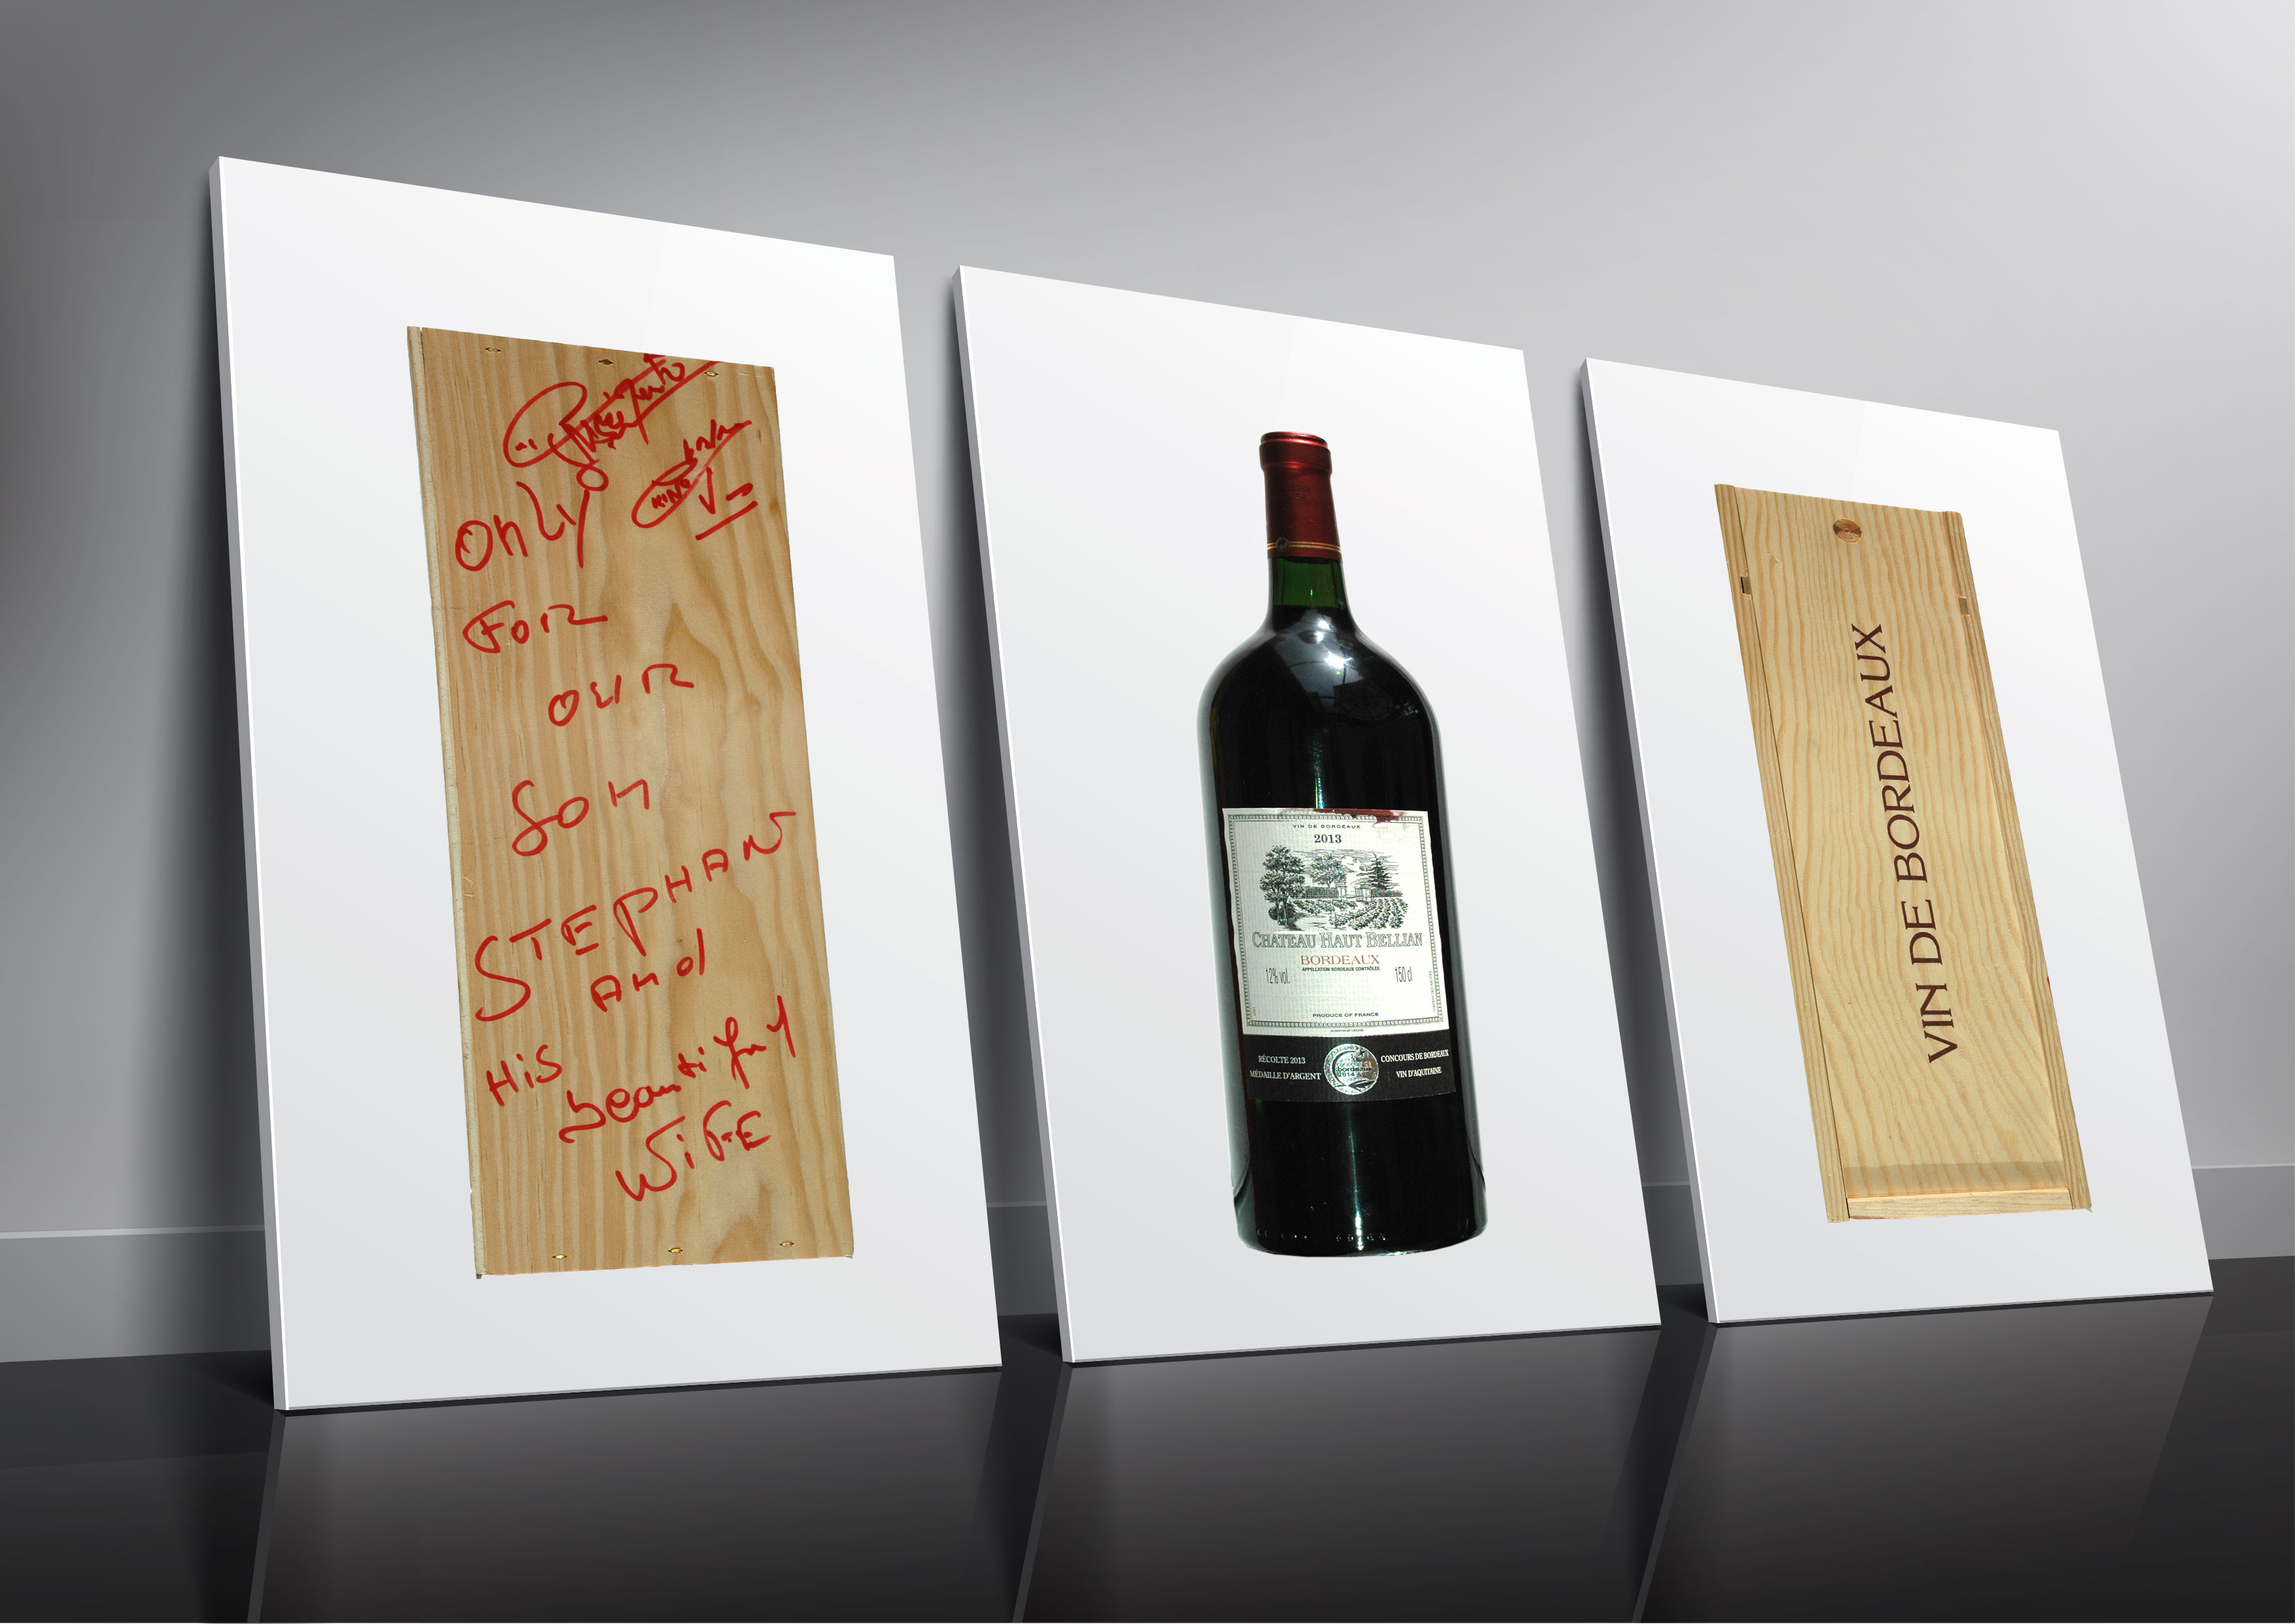 only
FOR
OUR
SON
STEPHAN
And
HiS
beautiful
WiFE
VIN DE BORDEAUX
2013
CHATEAU HAUT BELLIAN
BORDEAUX
APPELLATION BORDEAUX CONTRÔLÉE
12% vol.
150 cl
PRODUCE OF FRANCE
RÉCOLTE 2013
MÉDAILLE D'ARGENT
bordeaux
2014
CONCOURS DE BORDEAUX
VIN D'AQUITAINE
VIN DE BORDEAUX